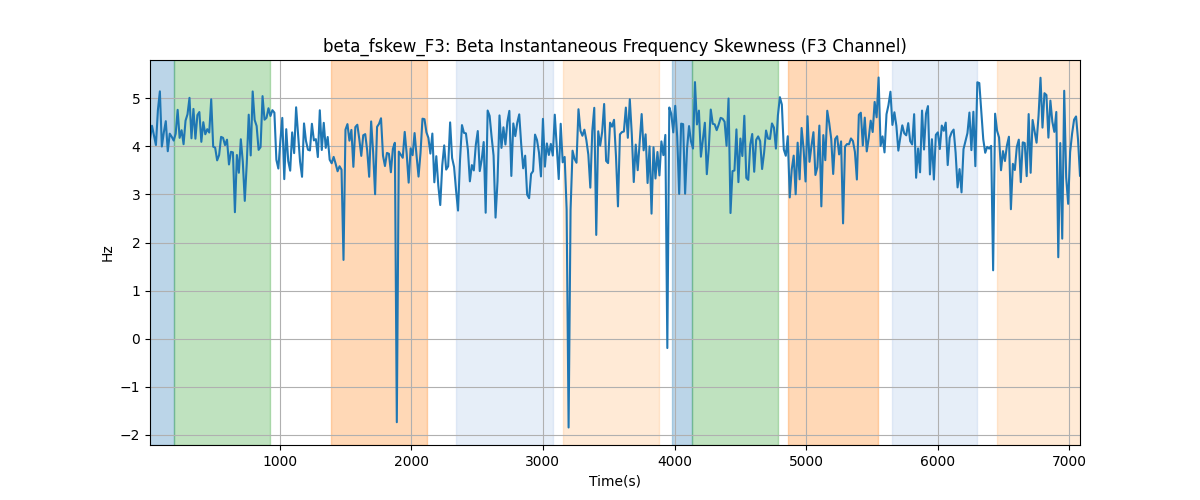 beta_fskew_F3: Beta Instantaneous Frequency Skewness (F3 Channel)
Hz
5
4
3
2
1
0
−1
−2
1000 2000 3000 4000 5000 6000 7000
Time(s)